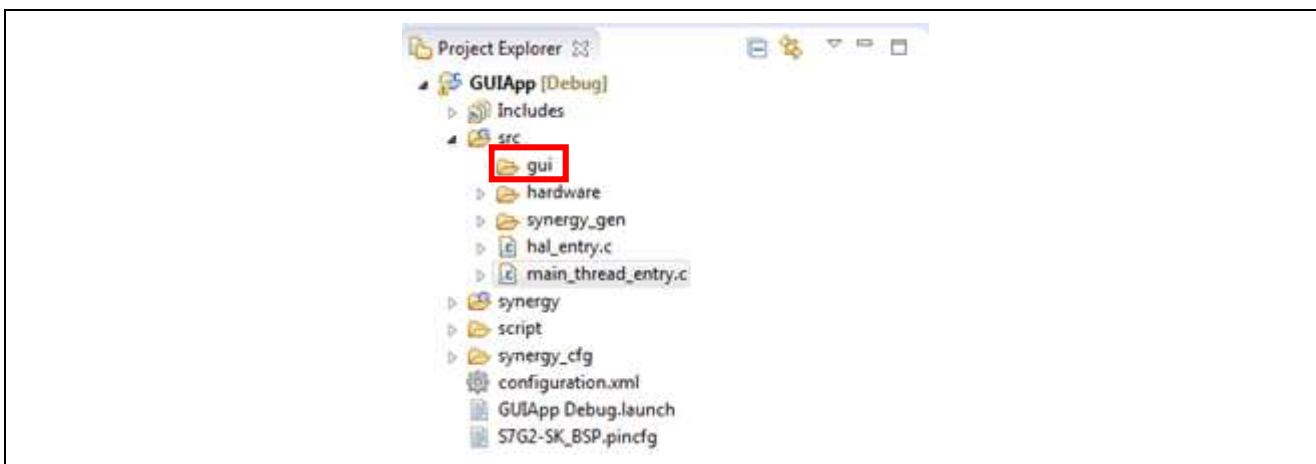 Project Explorer
GUIApp [Debug]
Includes
src
gui
hardware
synergy_gen
hal_entry.c
main_thread_entry.c
synergy
script
synergy_cfg
configuration.xml
GUIApp Debug.launch
S7G2-SK_BSP.pincfg